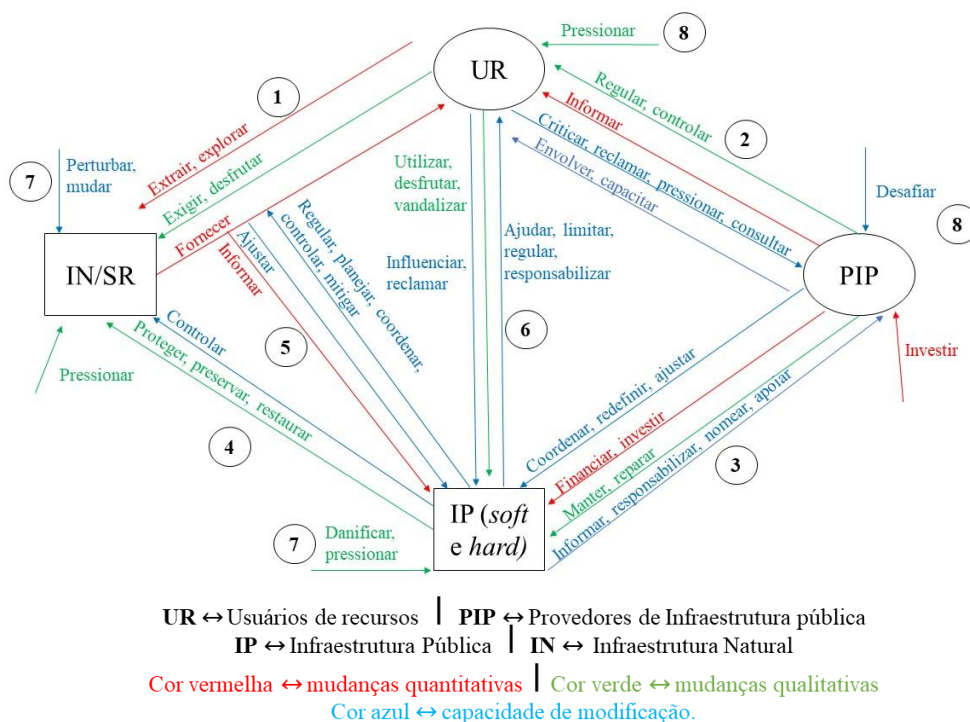 Pressionar
8
UR
1
Regular, controlar
Informar
2
Criticar, reclamar, pressionar, consultar
Envolver, capacitar
Extrair, explorar
Exigir, desfrutar
7
Perturbar,
mudar
Utilizar,
desfrutar,
vandalizar
Desafiar
8
Fornecer
Informar
Ajustar
Regular, planejar, coordenar,
controlar, mitigar
Ajudar, limitar,
regular,
responsabilizar
Influenciar,
reclamar
IN/SR
PIP
5
6
Controlar
Proteger, preservar, restaurar
Pressionar
Investir
4
Coordenar, redefinir, ajustar
Financiar, investir
Manter, reparar
Informar, responsabilizar, nomear, apoiar
3
IP (soft
e hard)
7
Danificar,
pressionar
UR ↔ Usuários de recursos | PIP ↔ Provedores de Infraestrutura pública
IP ↔ Infraestrutura Pública | IN ↔ Infraestrutura Natural
Cor vermelha ↔ mudanças quantitativas | Cor verde ↔ mudanças qualitativas
Cor azul ↔ capacidade de modificação.